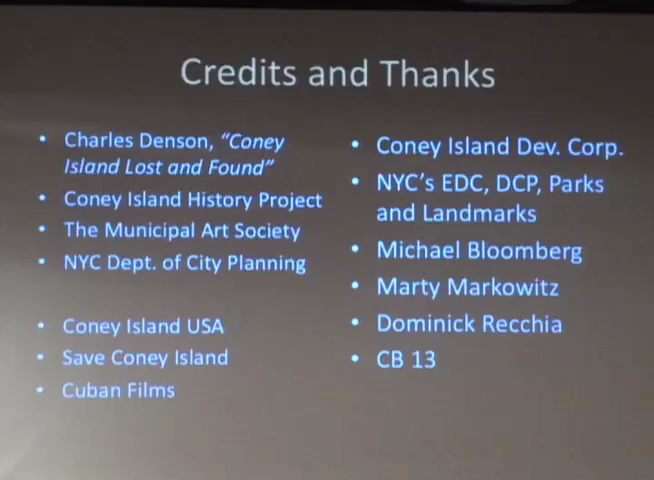 Credits and Thanks
• Charles Denson, "Coney
Island Lost and Found"
• Coney Island History Project
• The Municipal Art Society
• NYC Dept. of City Planning
• Coney Island USA
• Save Coney Island
• Cuban Films
• Coney Island Dev. Corp.
• NYC's EDC, DCP, Parks
and Landmarks
• Michael Bloomberg
• Marty Markowitz
• Dominick Recchia
• CB 13